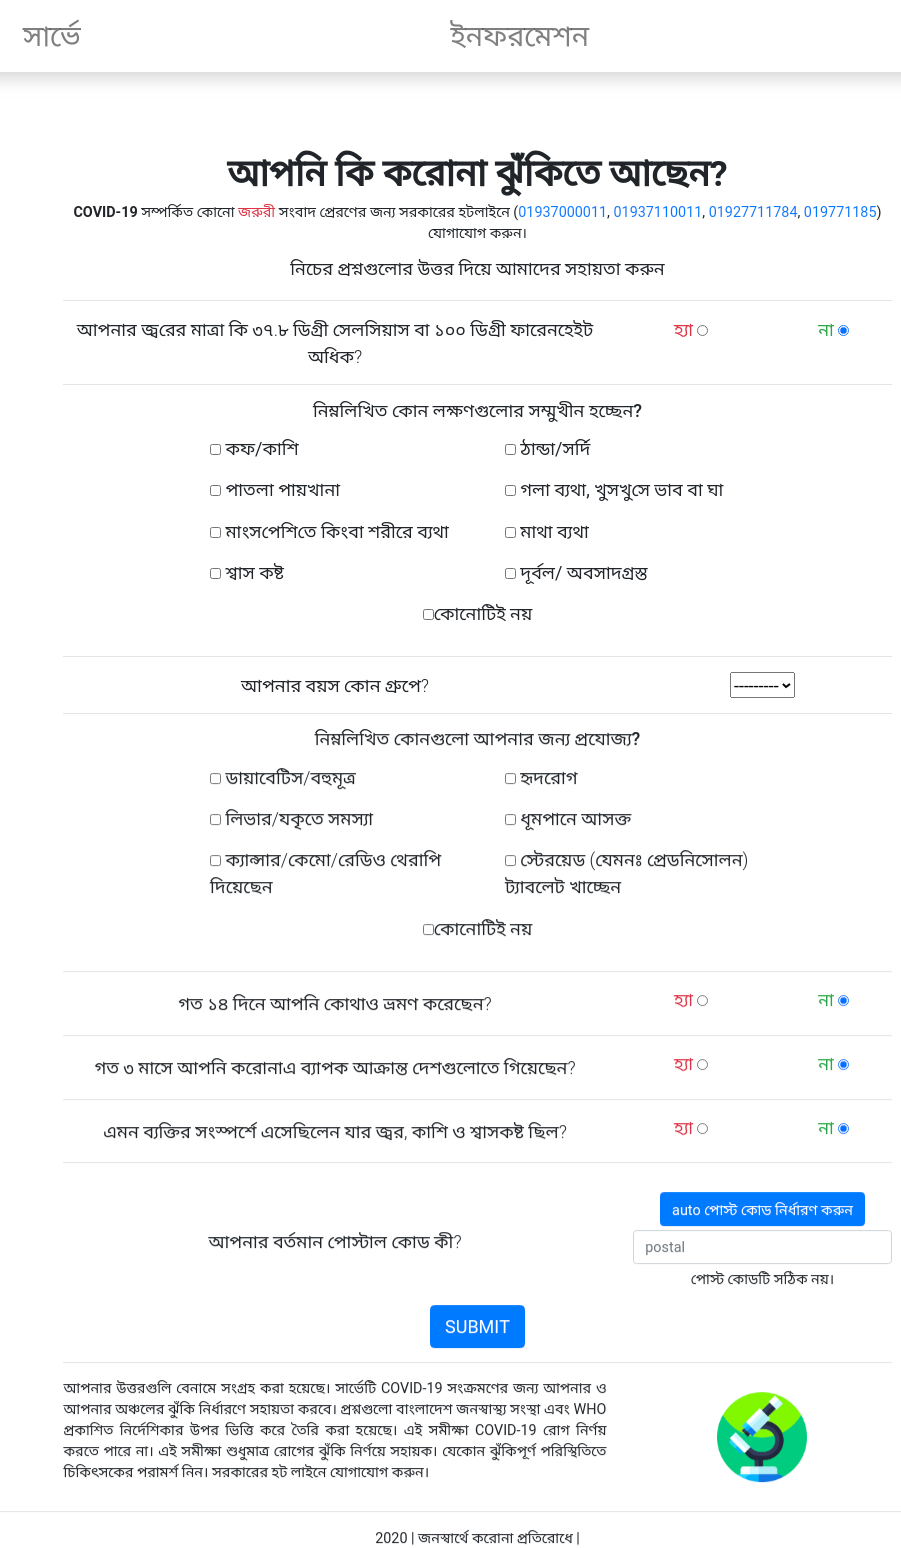 সার্ভে ইনফরমেশন
আপনি কি করোনা ঝুঁকিতে আছেন?
COVID-19 সম্পর্কিত কোনো জরুরী সংবাদ প্রেরণের জন্য সরকারের হটলাইনে (01937000011, 01937110011, 01927711784, 019771185)
যোগাযোগ করুন।
নিচের প্রশ্নগুলোর উত্তর দিয়ে আমাদের সহায়তা করুন
আপনার জ্বরের মাত্রা কি ৩৭.৮ ডিগ্রী সেলসিয়াস বা ১০০ ডিগ্রী ফারেনহেইট হ্যা না
অধিক?
নিম্নলিখিত কোন লক্ষণগুলোর সম্মুখীন হচ্ছেন?
কফ/কাশি ঠান্ডা/সর্দি
পাতলা পায়খানা গলা ব্যথা, খুসখুসে ভাব বা ঘা
মাংসপেশিতে কিংবা শরীরে ব্যথা মাথা ব্যথা
শ্বাস কষ্ট দূর্বল/ অবসাদগ্রস্ত
কোনোটিই নয়
আপনার বয়স কোন গ্রুপে? ---------
নিম্নলিখিত কোনগুলো আপনার জন্য প্রযোজ্য?
ডায়াবেটিস/বহুমূত্র হৃদরোগ
লিভার/যকৃতে সমস্যা ধূমপানে আসক্ত
ক্যান্সার/কেমো/রেডিও থেরাপি স্টেরয়েড (যেমনঃ প্রেডনিসোলন)
দিয়েছেন ট্যাবলেট খাচ্ছেন
কোনোটিই নয়
গত ১৪ দিনে আপনি কোথাও ভ্রমণ করেছেন? হ্যা না
গত ৩ মাসে আপনি করোনাএ ব্যাপক আক্রান্ত দেশগুলোতে গিয়েছেন? হ্যা না
এমন ব্যক্তির সংস্পর্শে এসেছিলেন যার জ্বর, কাশি ও শ্বাসকষ্ট ছিল? হ্যা না
auto পোস্ট কোড নির্ধারণ করুন
আপনার বর্তমান পোস্টাল কোড কী? postal
পোস্ট কোডটি সঠিক নয়।
SUBMIT
আপনার উত্তরগুলি বেনামে সংগ্রহ করা হয়েছে। সার্ভেটি COVID-19 সংক্রমণের জন্য আপনার ও
আপনার অঞ্চলের ঝুঁকি নির্ধারণে সহায়তা করবে। প্রশ্নগুলো বাংলাদেশ জনস্বাস্থ্য সংস্থা এবং WHO
প্রকাশিত নির্দেশিকার উপর ভিত্তি করে তৈরি করা হয়েছে। এই সমীক্ষা COVID-19 রোগ নির্ণয়
করতে পারে না। এই সমীক্ষা শুধুমাত্র রোগের ঝুঁকি নির্ণয়ে সহায়ক। যেকোন ঝুঁকিপূর্ণ পরিস্থিতিতে
চিকিৎসকের পরামর্শ নিন। সরকারের হট লাইনে যোগাযোগ করুন।
2020 | জনস্বার্থে করোনা প্রতিরোধে |